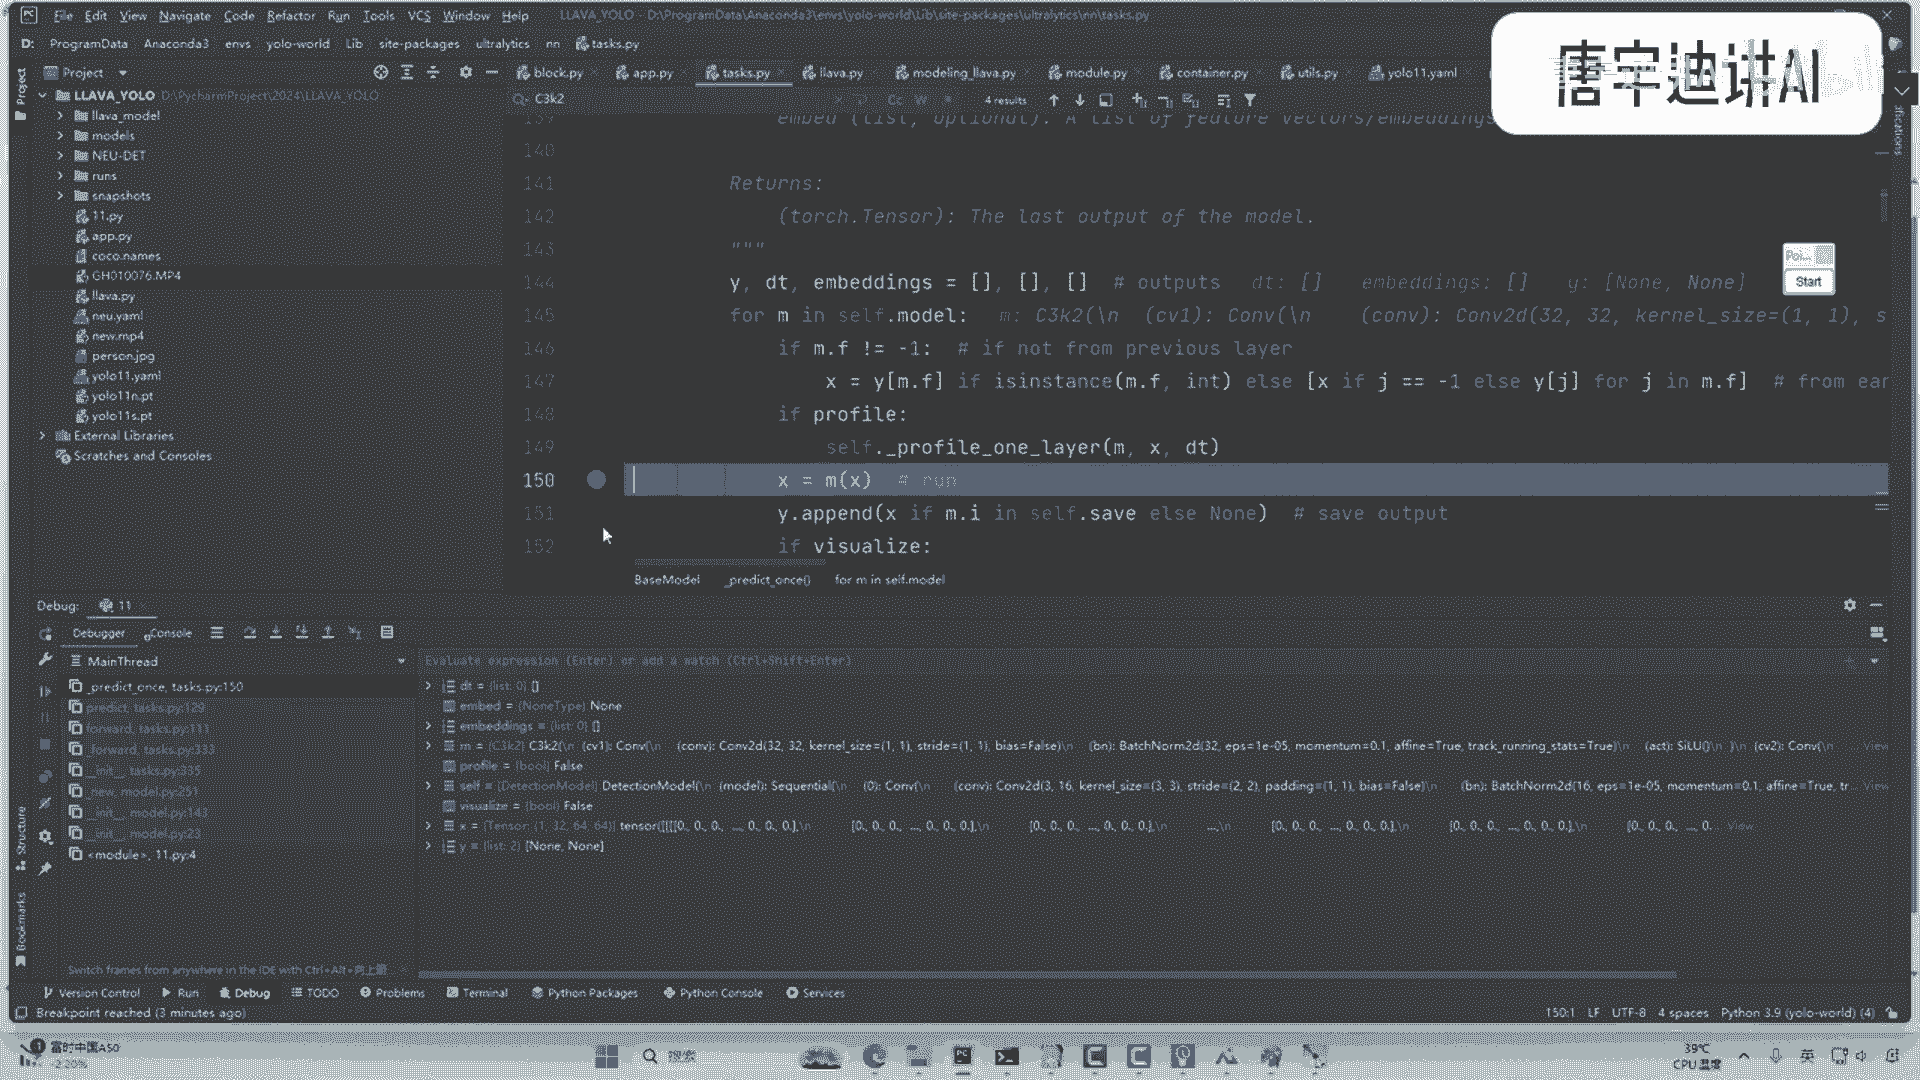 File Edit View Navigate Code Refactor Run Tools VCS Window Help LLAVA_YOLO - D:\ProgramData\Anaconda3\envs\yolo-world\Lib\site-packages\ultralytics\nn\tasks.py
D: ProgramData Anaconda3 envs yolo-world Lib site-packages ultralytics nn tasks.py
唐宇迪讲AI
Project
block.py app.py tasks.py llava.py modeling_llava.py module.py container.py utils.py yolo11.yaml
LLAVA_YOLO D:\PycharmProject\2024\LLAVA_YOLO
C3k2 Cc W 4 results
llava_model
models
NEU-DET
runs
snapshots
11.py
app.py
coco.names
GH010076.MP4
llava.py
neu.yaml
new.mp4
person.jpg
yolo11.yaml
yolo11n.pt
yolo11s.pt
External Libraries
Scratches and Consoles
139 embed (list, optional): A list of feature vectors/embeddings
140
141 Returns:
142 (torch.Tensor): The last output of the model.
143 """
144 y, dt, embeddings = [], [], [] # outputs dt: [] embeddings: [] y: [None, None]
145 for m in self.model: m: C3k2(\n (cv1): Conv(\n (conv): Conv2d(32, 32, kernel_size=(1, 1), s
146 if m.f != -1: # if not from previous layer
147 x = y[m.f] if isinstance(m.f, int) else [x if j == -1 else y[j] for j in m.f] # from ear
148 if profile:
149 self._profile_one_layer(m, x, dt)
150 x = m(x) # run
151 y.append(x if m.i in self.save else None) # save output
152 if visualize:
BaseModel _predict_once() for m in self.model
Poi...
Start
Project
Structure
Bookmarks
Debug: 11
Debugger Console
MainThread
Evaluate expression (Enter) or add a watch (Ctrl+Shift+Enter)
_predict_once, tasks.py:150
predict, tasks.py:129
forward, tasks.py:111
_forward, tasks.py:333
__init__, tasks.py:335
_new, model.py:251
__init__, model.py:143
__init__, model.py:23
<module>, 11.py:4
dt = {list: 0} []
embed = {NoneType} None
embeddings = {list: 0} []
m = {C3k2} C3k2(\n (cv1): Conv(\n (conv): Conv2d(32, 32, kernel_size=(1, 1), stride=(1, 1), bias=False)\n (bn): BatchNorm2d(32, eps=1e-05, momentum=0.1, affine=True, track_running_stats=True)\n (act): SiLU()\n )\n (cv2): Conv(\n View
profile = {bool} False
self = {DetectionModel} DetectionModel(\n (model): Sequential(\n (0): Conv(\n (conv): Conv2d(3, 16, kernel_size=(3, 3), stride=(2, 2), padding=(1, 1), bias=False)\n (bn): BatchNorm2d(16, eps=1e-05, momentum=0.1, affine=True, tr... View
visualize = {bool} False
x = {Tensor: (1, 32, 64, 64)} tensor([[[[0., 0., 0., ..., 0., 0., 0.],\n [0., 0., 0., ..., 0., 0., 0.],\n [0., 0., 0., ..., 0., 0., 0.],\n ...,\n [0., 0., 0., ..., 0., 0., 0.],\n [0., 0., 0., ..., 0., 0., 0.],\n [0., 0., 0., ..., 0... View
y = {list: 2} [None, None]
Switch frames from anywhere in the IDE with Ctrl+Alt+向上箭...
Version Control Run Debug TODO Problems Terminal Python Packages Python Console Services
Breakpoint reached (3 minutes ago) 150:1 LF UTF-8 4 spaces Python 3.9 (yolo-world) (4)
富时中国A50
-2.20%
搜索
39℃
CPU 温度
英